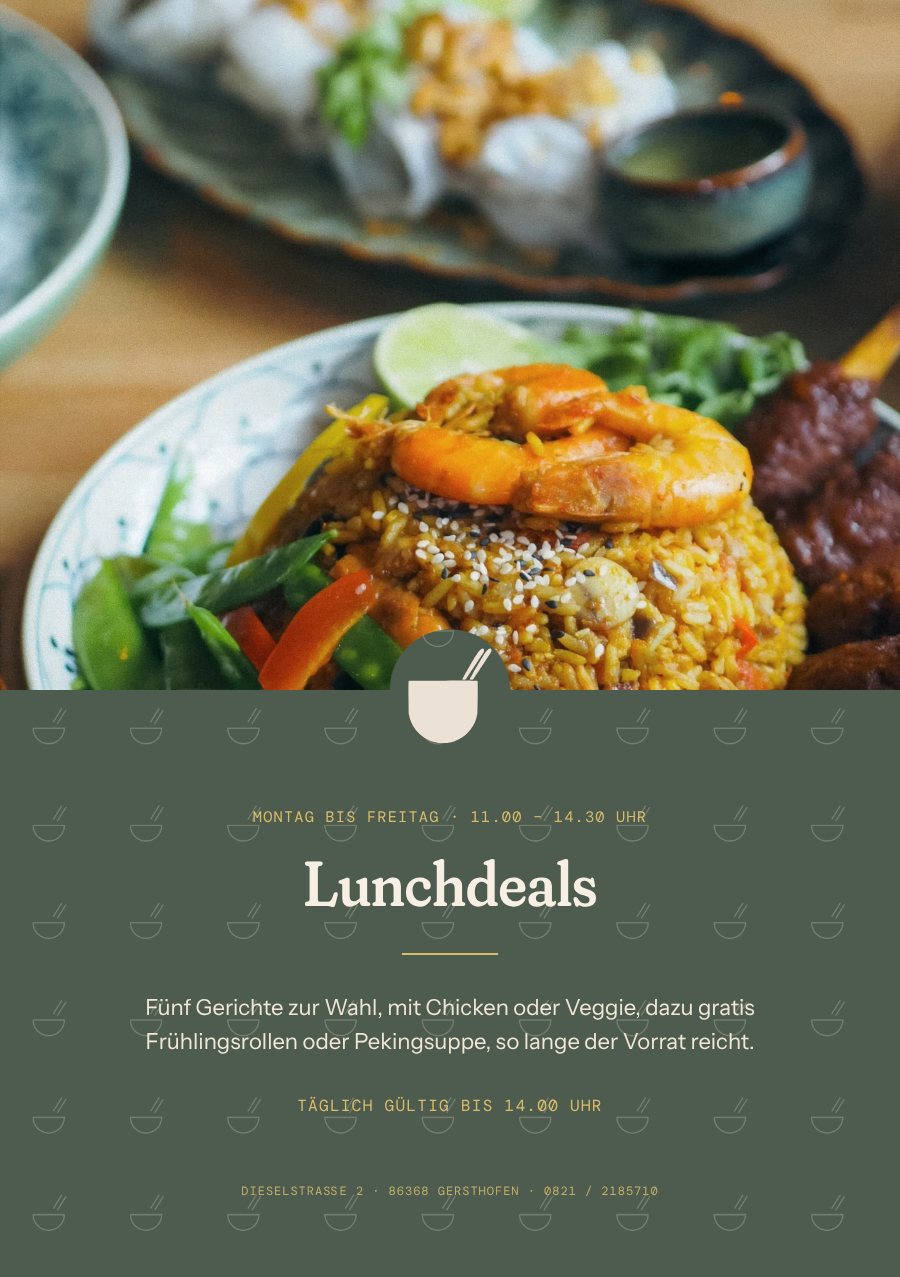 MONTAG BIS FREITAG · 11.00 – 14.30 UHR
Lunchdeals
Fünf Gerichte zur Wahl, mit Chicken oder Veggie, dazu gratis
Frühlingsrollen oder Pekingsuppe, so lange der Vorrat reicht.
TÄGLICH GÜLTIG BIS 14.00 UHR
DIESELSTRASSE 2 · 86368 GERSTHOFEN · 0821 / 2185710